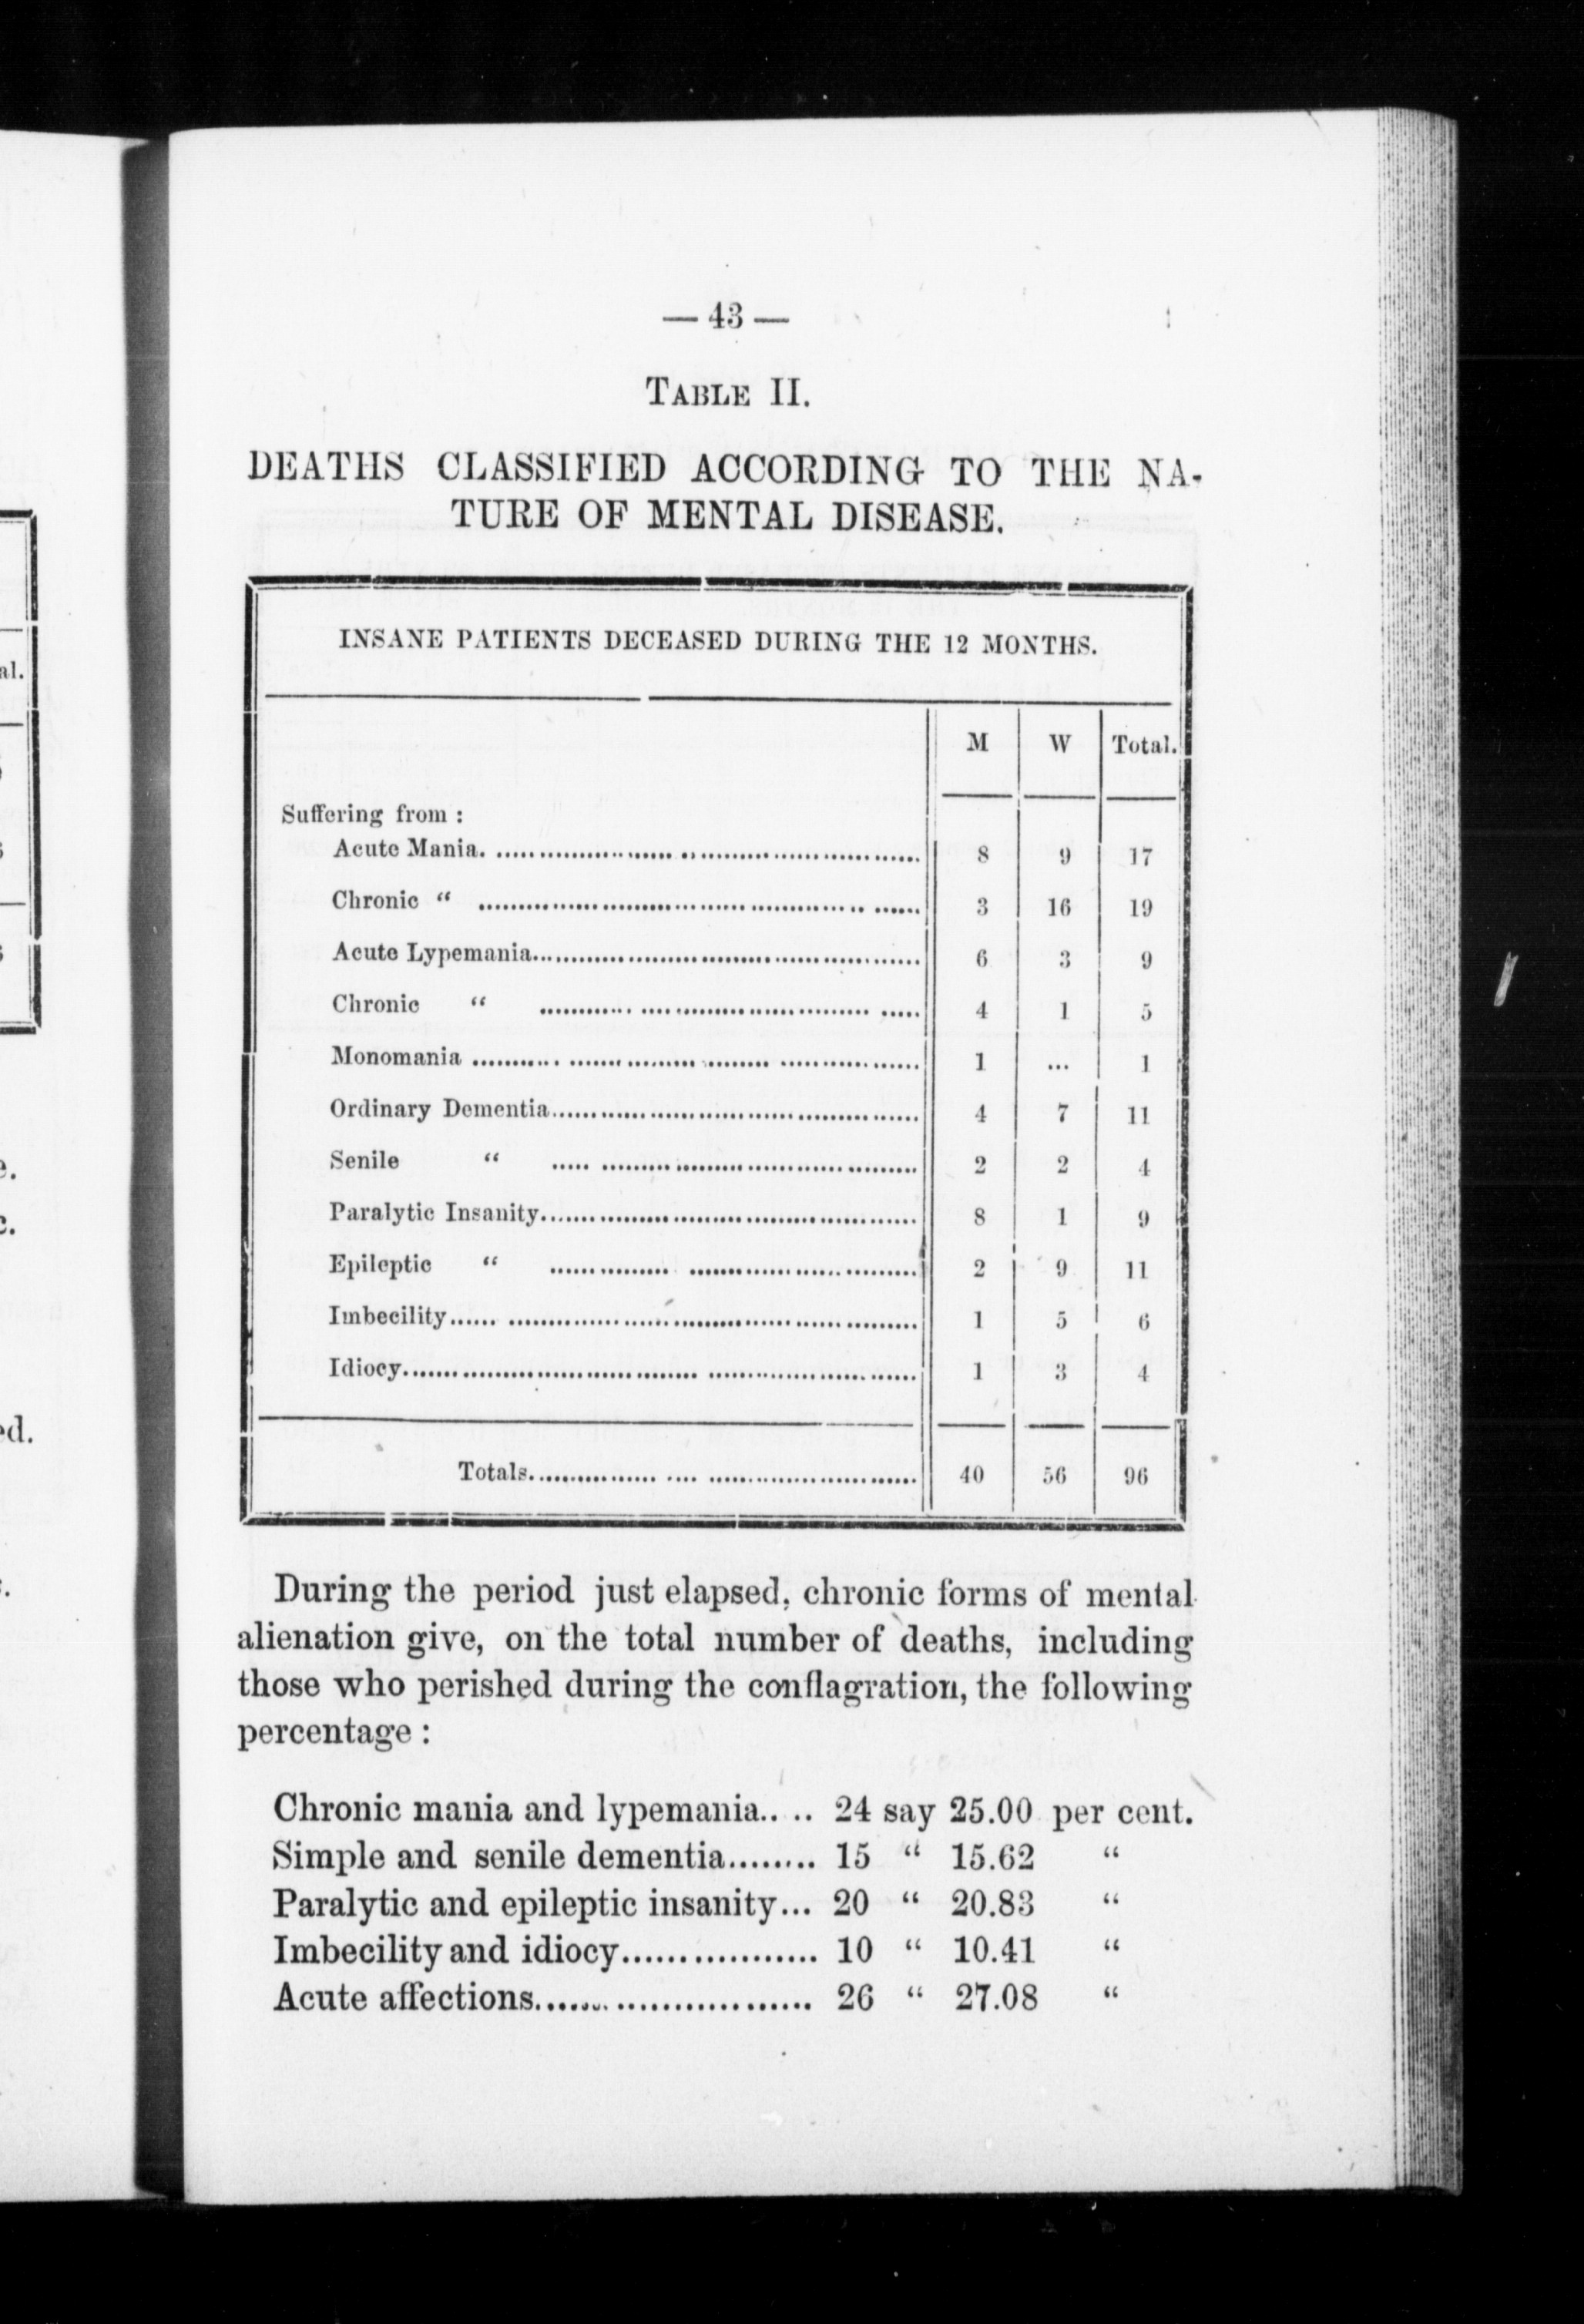 al.
e.
c.
ed.
— 43 —
TABLE II.
DEATHS CLASSIFIED ACCORDING TO THE NA-
TURE OF MENTAL DISEASE.
INSANE PATIENTS DECEASED DURING THE 12 MONTHS.
M W Total.
Suffering from :
Acute Mania. ........................................ 8 9 17
Chronic “ ........................................ 3 16 19
Acute Lypemania........................................ 6 3 9
Chronic “ ........................................ 4 1 5
Monomania ........................................ 1 ... 1
Ordinary Dementia........................................ 4 7 11
Senile “ ........................................ 2 2 4
Paralytic Insanity........................................ 8 1 9
Epileptic “ ........................................ 2 9 11
Imbecility........................................ 1 5 6
Idiocy........................................ 1 3 4
Totals........................................ 40 56 96
During the period just elapsed, chronic forms of mental
alienation give, on the total number of deaths, including
those who perished during the conflagration, the following
percentage :
Chronic mania and lypemania.. .. 24 say 25.00 per cent.
Simple and senile dementia........ 15 “ 15.62 “
Paralytic and epileptic insanity... 20 “ 20.83 “
Imbecility and idiocy................. 10 “ 10.41 “
Acute affections........................ 26 “ 27.08 “